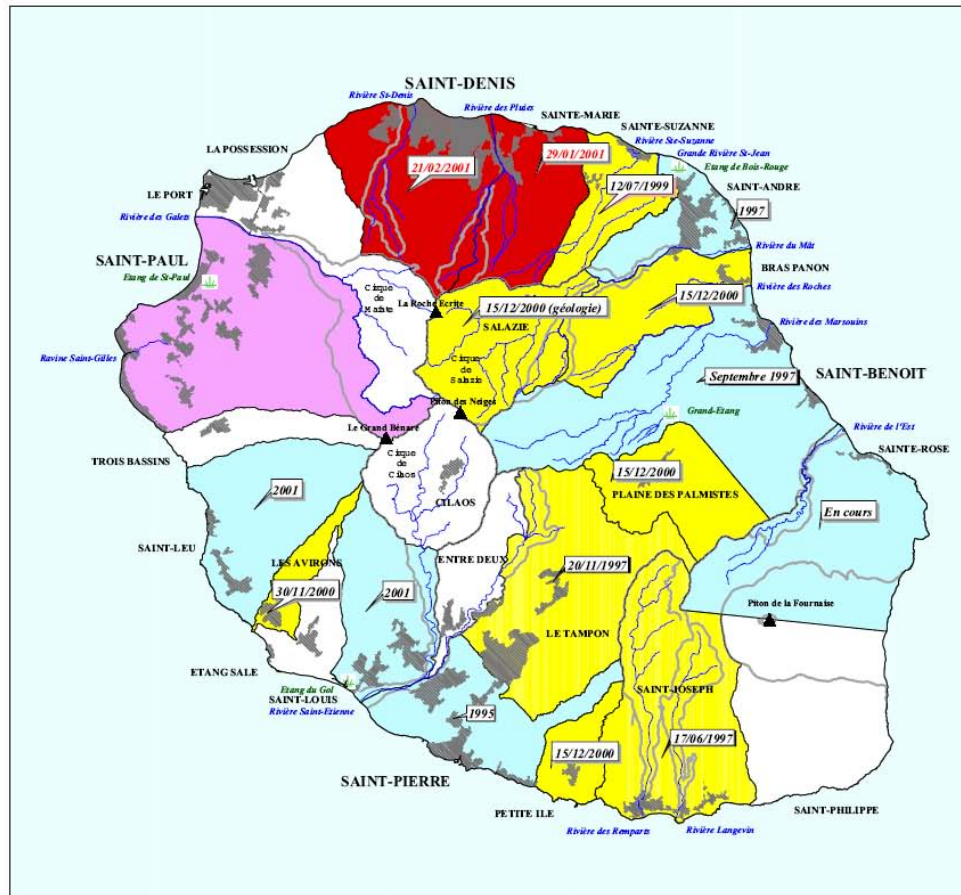 SAINT-DENIS
Rivière St-Denis
Rivière des Pluies
SAINTE-MARIE
SAINTE-SUZANNE
Rivière Ste-Suzanne
Grande Rivière St-Jean
Etang de Bois-Rouge
LA POSSESSION
21/02/2001
29/01/2001
12/07/1999
SAINT-ANDRE
1997
LE PORT
Rivière des Galets
Rivière du Mât
SAINT-PAUL
Etang de St-Paul
BRAS PANON
Rivière des Roches
Cirque
de
Mafate
La Roche Ecrite
15/12/2000 (géologie)
15/12/2000
SALAZIE
Rivière des Marsouins
Ravine Saint-Gilles
Cirque
de
Salazie
Septembre 1997
SAINT-BENOIT
Piton des Neiges
Grand-Etang
Le Grand Bénare
Rivière de l'Est
SAINTE-ROSE
TROIS BASSINS
Cirque
de
Cilaos
CILAOS
15/12/2000
PLAINE DES PALMISTES
2001
En cours
SAINT-LEU
ENTRE DEUX
LES AVIRONS
20/11/1997
30/11/2000
2001
Piton de la Fournaise
LE TAMPON
ETANG SALE
Etang du Gol
SAINT-LOUIS
Rivière Saint-Etienne
SAINT-JOSEPH
1995
15/12/2000
17/06/1997
SAINT-PIERRE
PETITE ILE
SAINT-PHILIPPE
Rivière des Remparts
Rivière Langevin